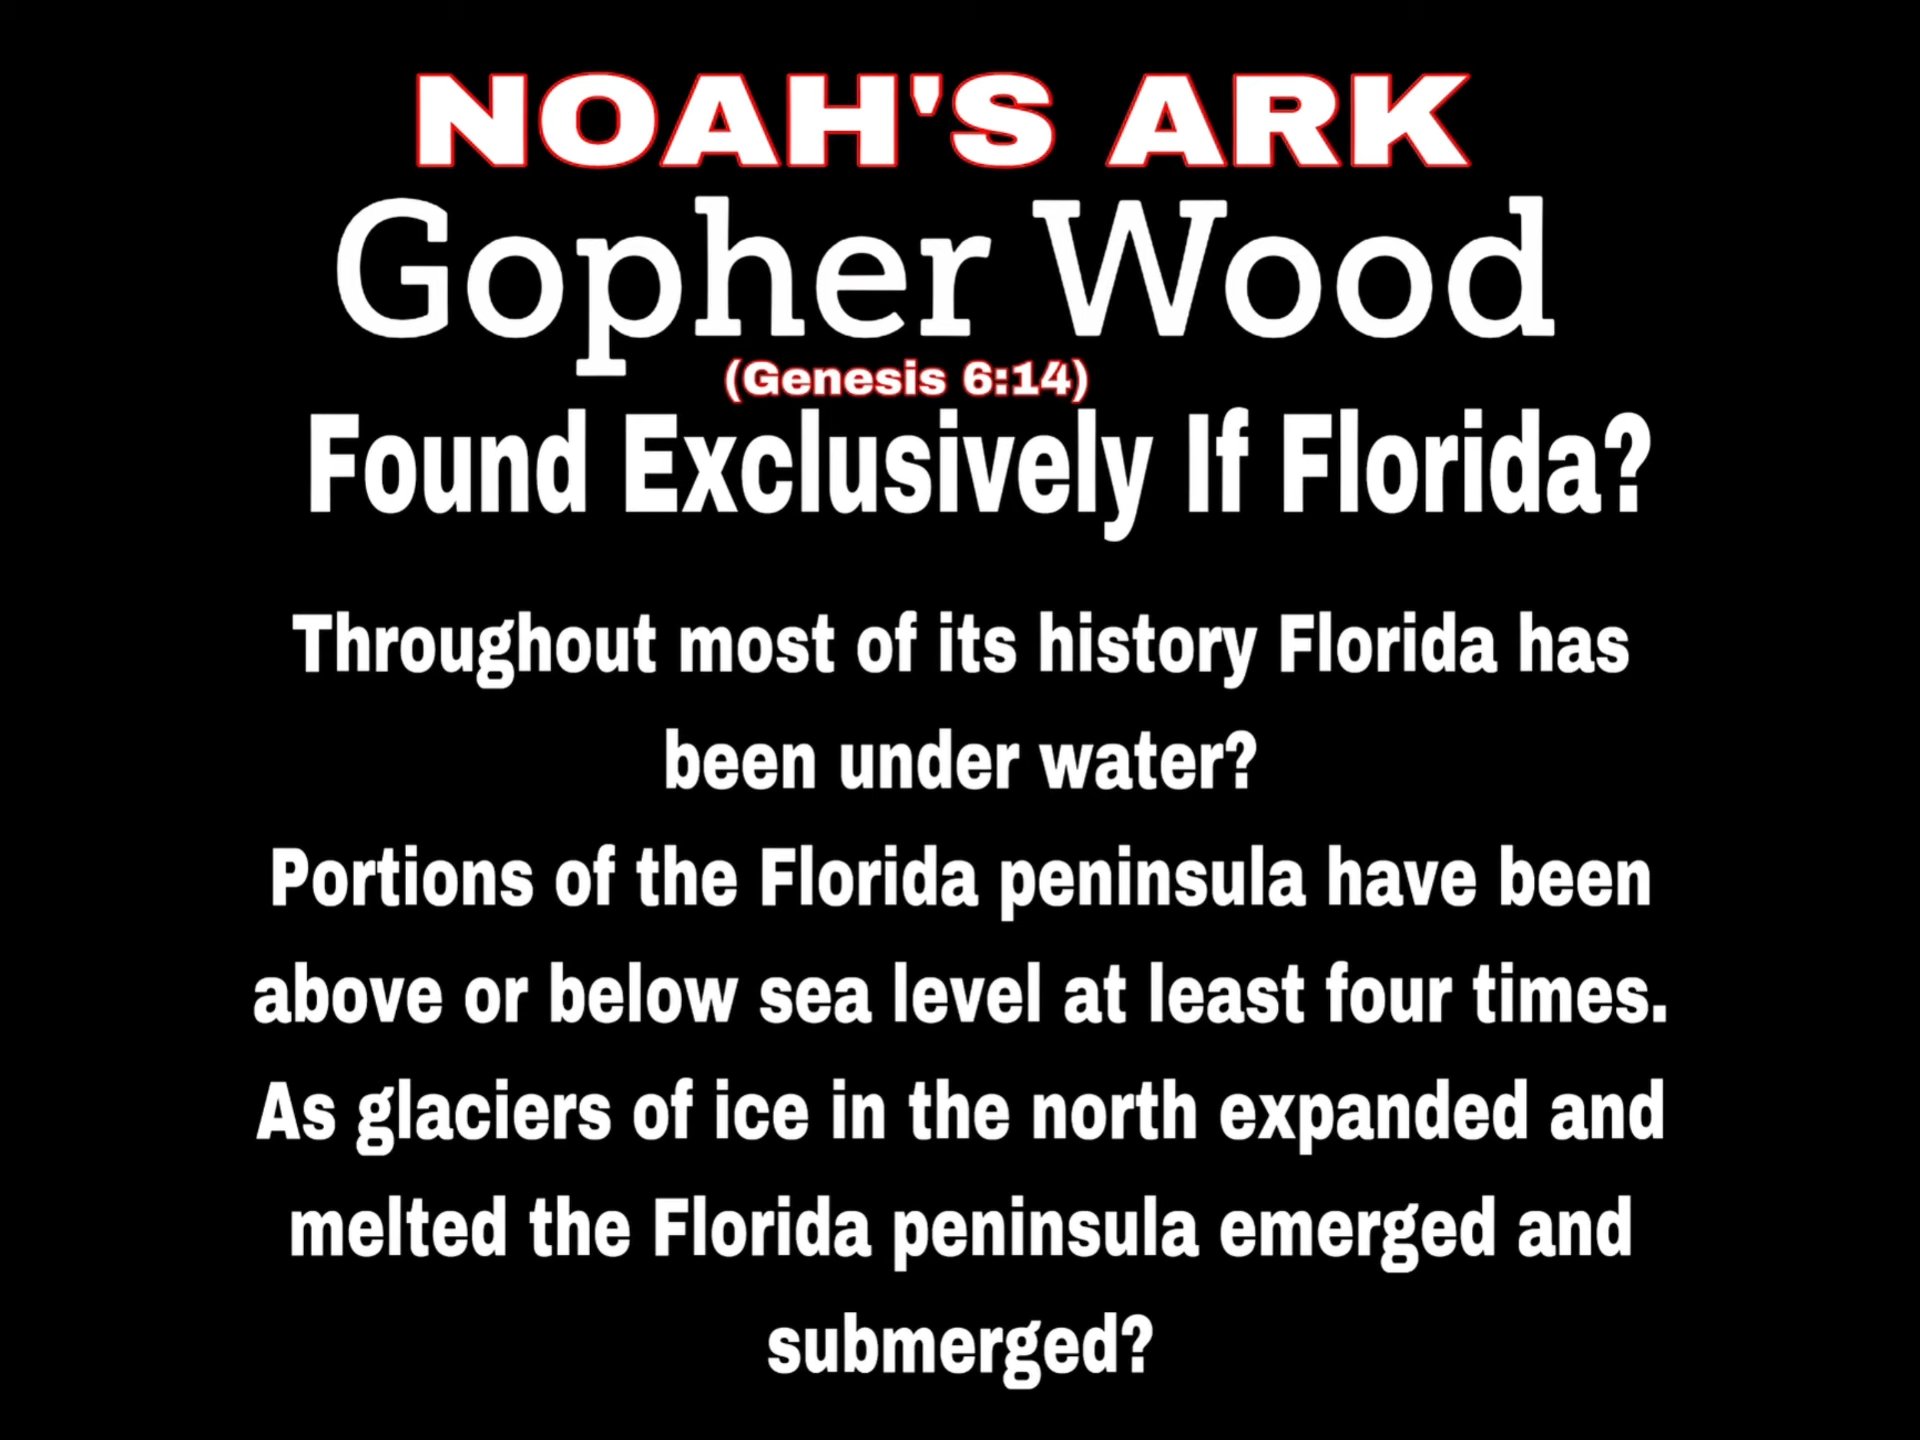 NOAH'S ARK
Gopher Wood
(Genesis 6:14)
Found Exclusively If Florida?
Throughout most of its history Florida has
been under water?
Portions of the Florida peninsula have been
above or below sea level at least four times.
As glaciers of ice in the north expanded and
melted the Florida peninsula emerged and
submerged?